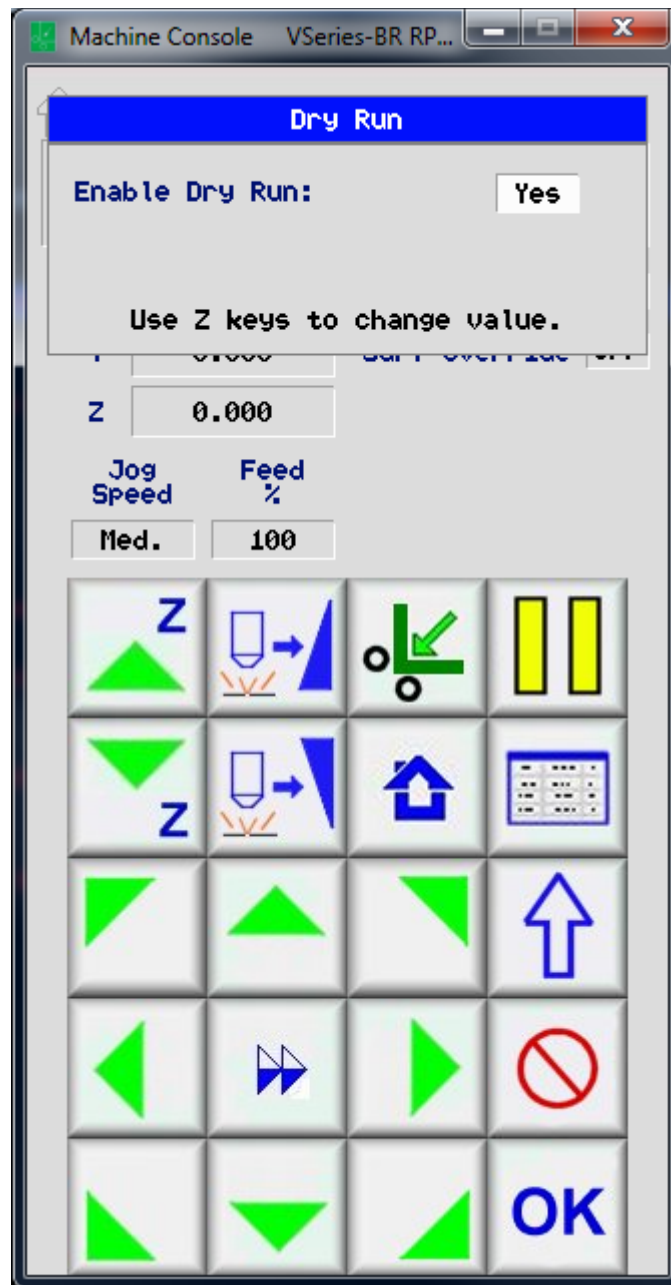 Machine Console VSeries-BR RP...
Dry Run
Enable Dry Run: Yes
Use Z keys to change value.
Z 0.000
Jog Speed
Feed %
Med. 100
Z
Z
OK